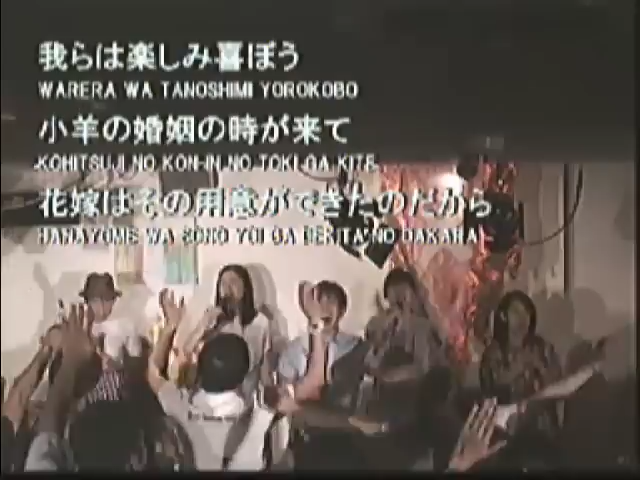 我らは楽しみ喜ぼう
WARERA WA TANOSHIMI YOROKOBO
小羊の婚姻の時が来て
KOHITSUJI NO KON-IN NO TOKI GA KITE
花嫁はその用意ができたのだから
HANAYOME WA SONO YOI GA DEKITA NO DAKARA